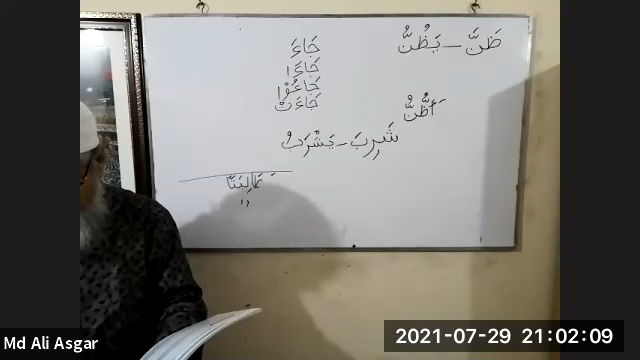 ظَنَّ – يَظُنُّ
أَظُنُّ
جَاءَ
جَاءَا
جَاءُوْا
جَاءَتْ
شَرِبَ – يَشْرَبُ
Md Ali Asgar
2021-07-29 21:02:09